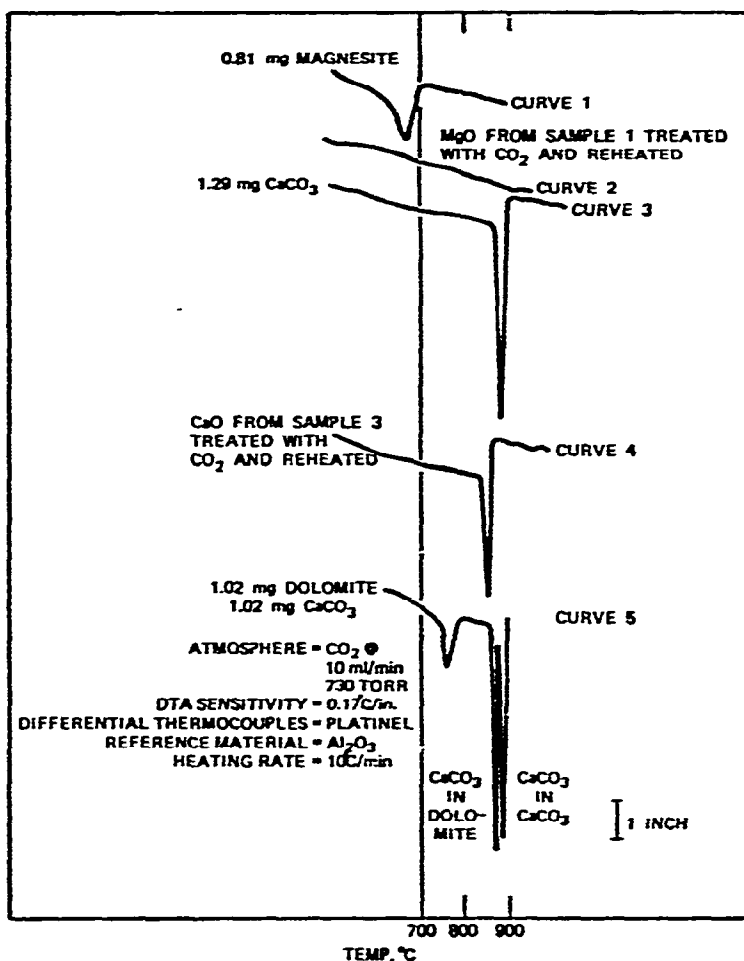 0.81 mg MAGNESITE
CURVE 1
MgO FROM SAMPLE 1 TREATED
WITH CO₂ AND REHEATED
CURVE 2
1.29 mg CaCO₃
CURVE 3
CaO FROM SAMPLE 3
TREATED WITH
CO₂ AND REHEATED
CURVE 4
1.02 mg DOLOMITE
1.02 mg CaCO₃
CURVE 5
ATMOSPHERE = CO₂ @
10 ml/min
730 TORR
DTA SENSITIVITY = 0.17°C/in.
DIFFERENTIAL THERMOCOUPLES = PLATINEL
REFERENCE MATERIAL = Al₂O₃
HEATING RATE = 10°C/min
CaCO₃
IN
DOLO-
MITE
CaCO₃
IN
CaCO₃
1 INCH
700 800 900
TEMP. °C